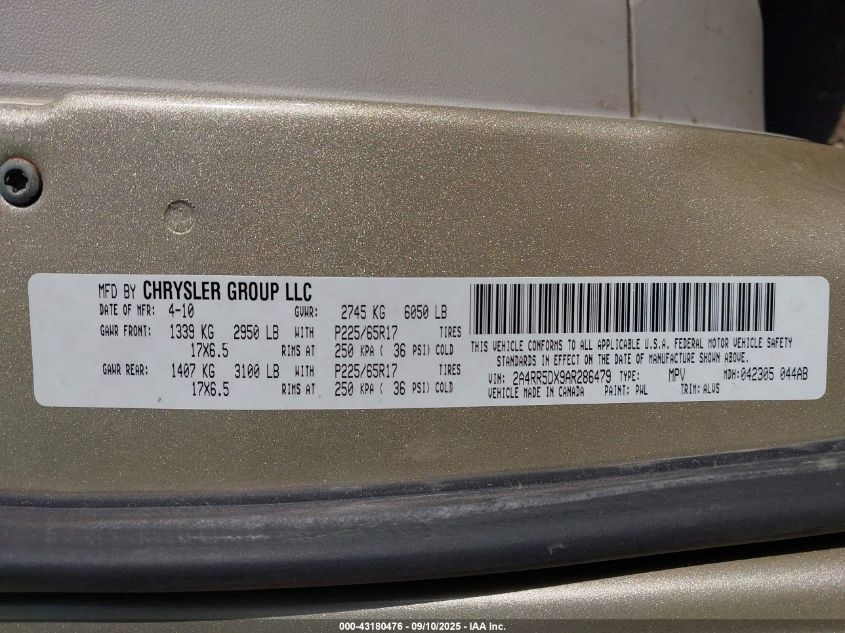 MFD BY CHRYSLER GROUP LLC
DATE OF MFR: 4-10 GVWR: 2745 KG 6050 LB
GAWR FRONT: 1339 KG 2950 LB WITH P225/65R17 TIRES
17X6.5 RIMS AT 250 KPA ( 36 PSI) COLD
GAWR REAR: 1407 KG 3100 LB WITH P225/65R17 TIRES
17X6.5 RIMS AT 250 KPA ( 36 PSI) COLD
THIS VEHICLE CONFORMS TO ALL APPLICABLE U.S.A. FEDERAL MOTOR VEHICLE SAFETY
STANDARDS IN EFFECT ON THE DATE OF MANUFACTURE SHOWN ABOVE.
VIN: 2A4RR5DX9AR286479 TYPE: MPV MDH:042305 044AB
VEHICLE MADE IN CANADA PAINT: PWL TRIM: ALVS
000-43180476 - 09/10/2025 - IAA Inc.